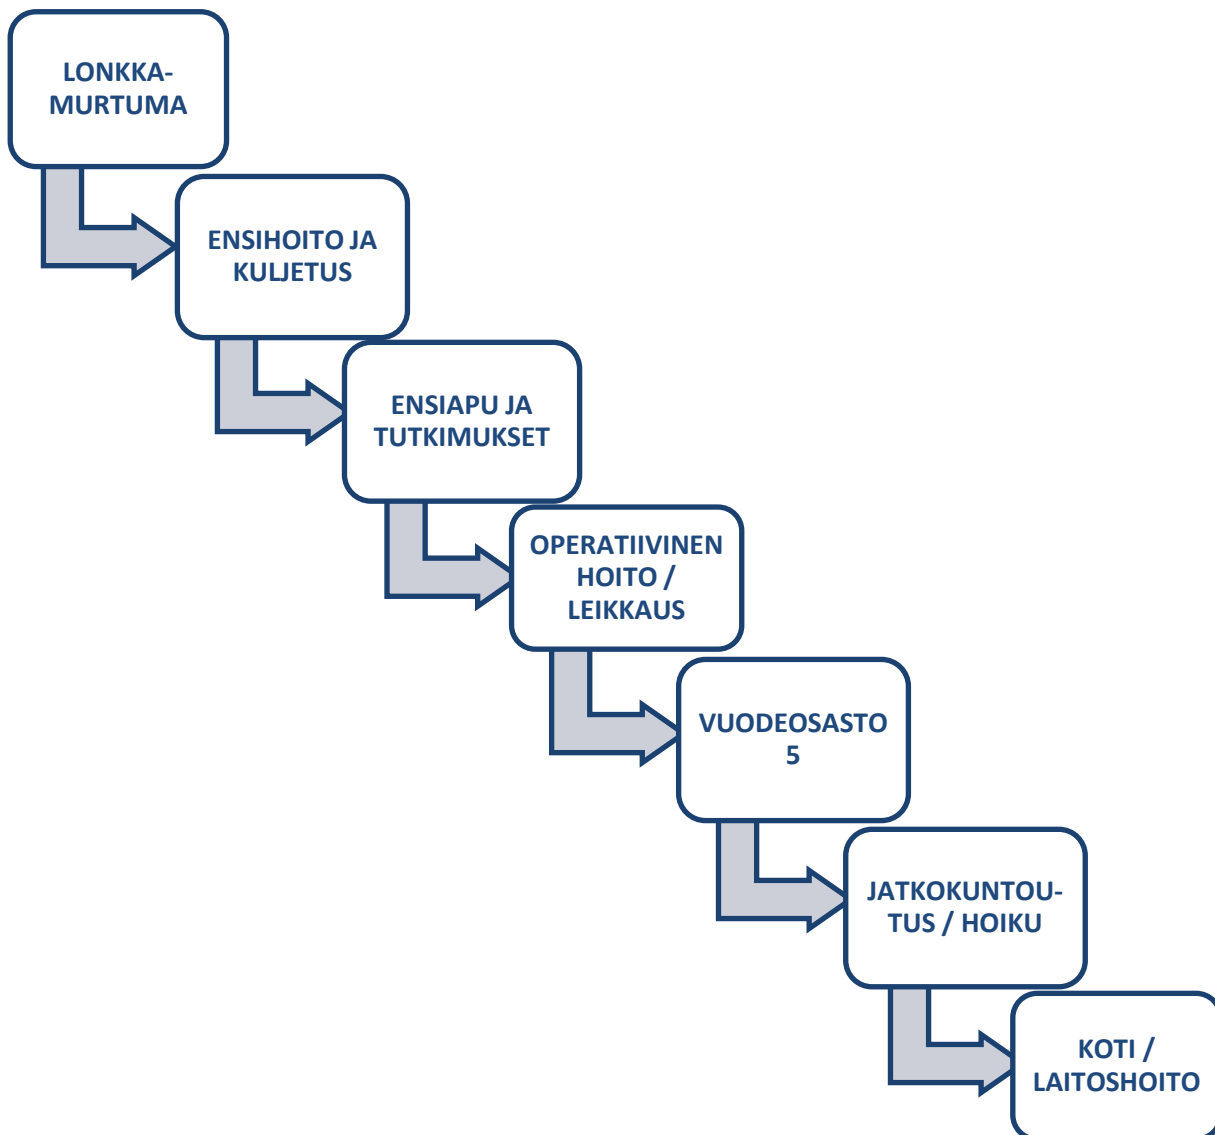 LONKKA-
MURTUMA
ENSIHOITO JA
KULJETUS
ENSIAPU JA
TUTKIMUKSET
OPERATIIVINEN
HOITO /
LEIKKAUS
VUODEOSASTO
5
JATKOKUNTOU-
TUS / HOIKU
KOTI /
LAITOSHOITO